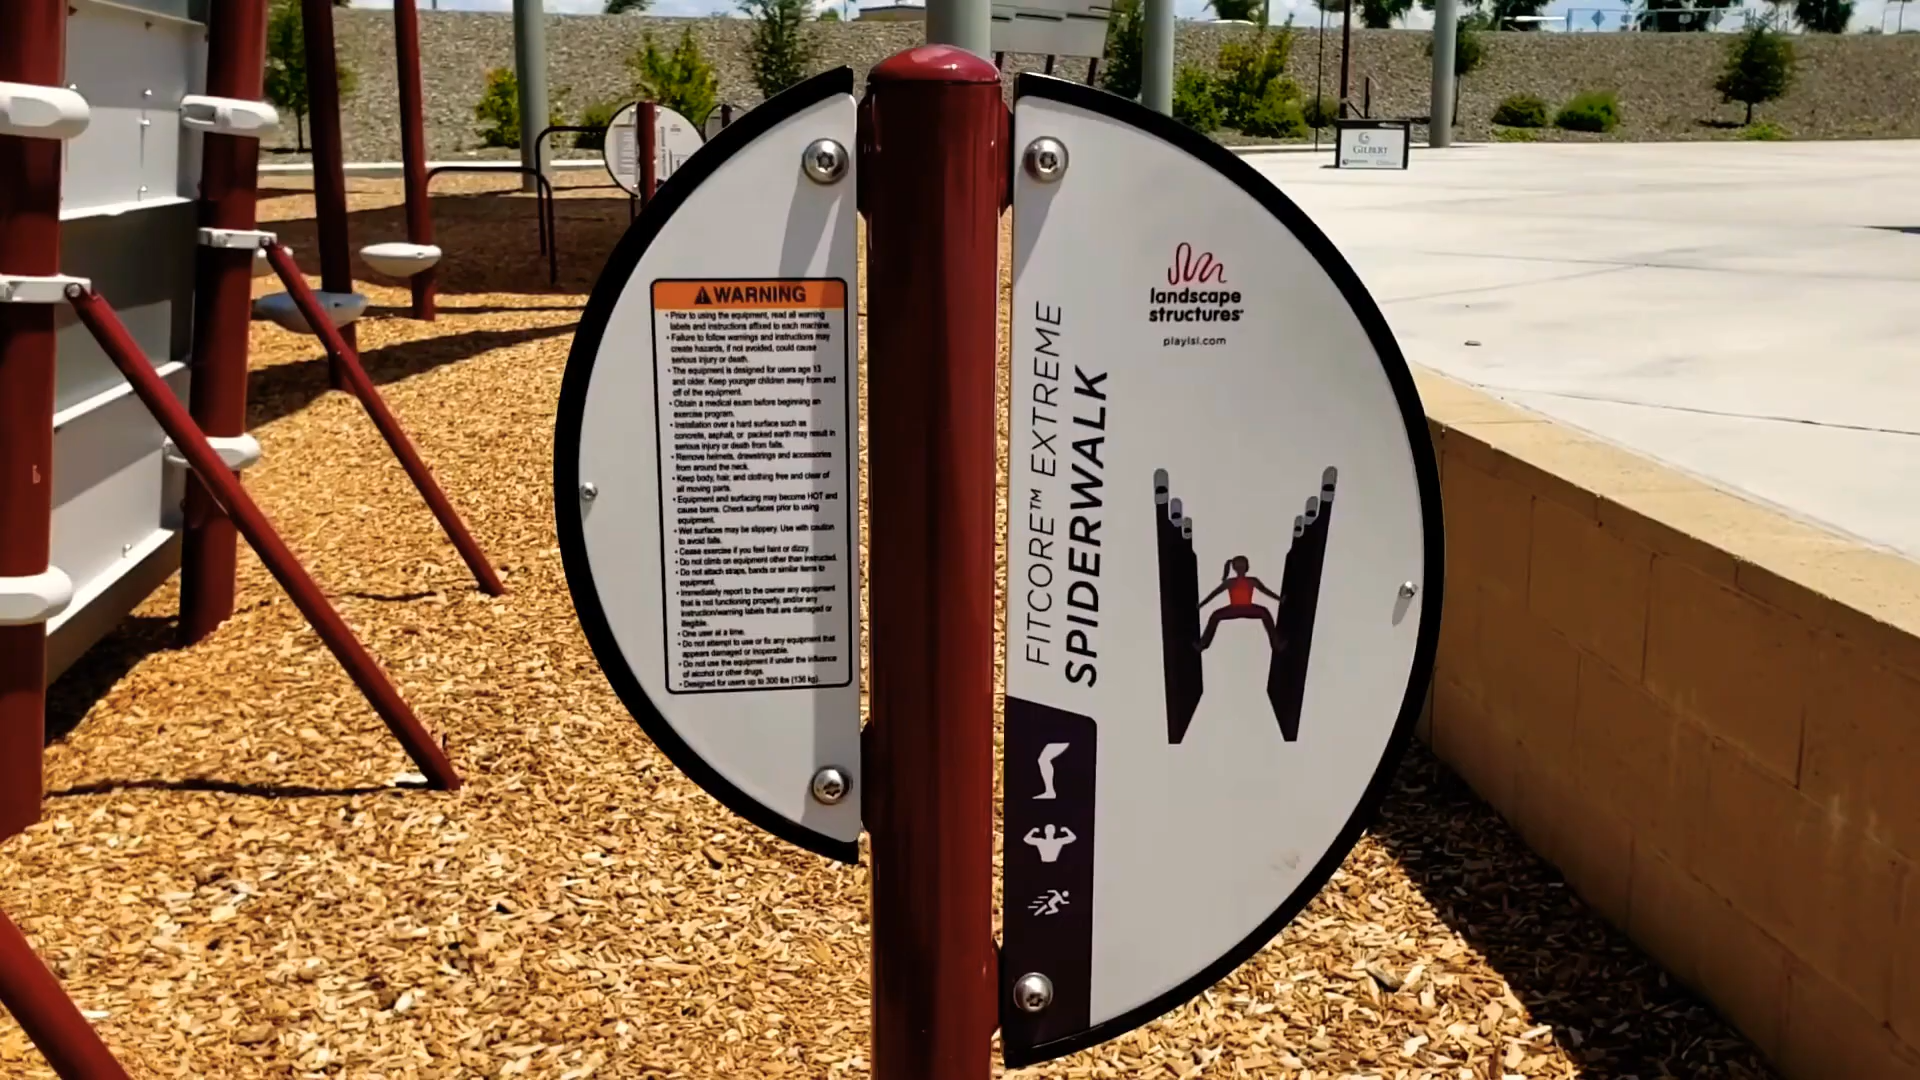 WARNING
• Prior to using the equipment, read all warning
labels and instructions affixed to each machine.
• Failure to follow warnings and instructions may
create hazards, if not avoided, could cause
serious injury or death.
• The equipment is designed for users age 13
and older. Keep younger children away from and
off of the equipment.
• Obtain a medical exam before beginning an
exercise program.
• Installation over a hard surface such as
concrete, asphalt, or packed earth may result in
serious injury or death from falls.
• Remove helmets, drawstrings and accessories
from around the neck.
• Keep body, hair, and clothing free and clear of
all moving parts.
• Equipment and surfacing may become HOT and
cause burns. Check surfaces prior to using
equipment.
• Wet surfaces may be slippery. Use with caution
to avoid falls.
• Cease exercise if you feel faint or dizzy.
• Do not climb on equipment other than instructed.
• Do not attach straps, bands or similar items to
equipment.
• Immediately report to the owner any equipment
that is not functioning properly, and/or any
instruction/warning labels that are damaged or
illegible.
• One user at a time.
• Do not attempt to use or fix any equipment that
appears damaged or inoperable.
• Do not use the equipment if under the influence
of alcohol or other drugs.
• Designed for users up to 300 lbs (136 kg).
FITCORE™ EXTREME
SPIDERWALK
landscape
structures
playlsi.com
GILBERT